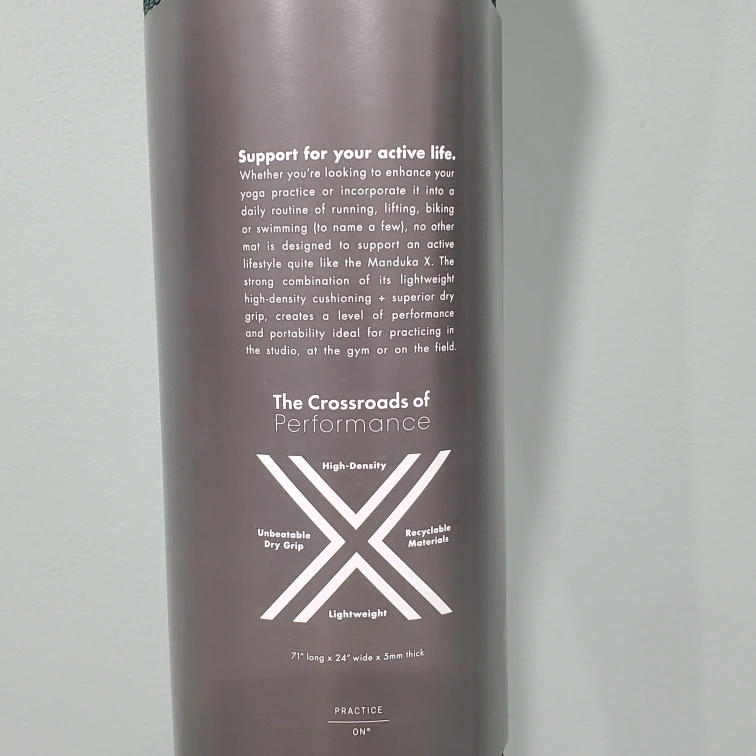 Support for your active life.
Whether you're looking to enhance your
yoga practice or incorporate it into a
daily routine of running, lifting, biking
or swimming (to name a few), no other
mat is designed to support an active
lifestyle quite like the Manduka X. The
strong combination of its lightweight
high-density cushioning + superior dry
grip, creates a level of performance
and portability ideal for practicing in
the studio, at the gym or on the field.
The Crossroads of
Performance
High-Density
Unbeatable
Dry Grip
Recyclable
Materials
Lightweight
71" long x 24" wide x 5mm thick
PRACTICE
ON®